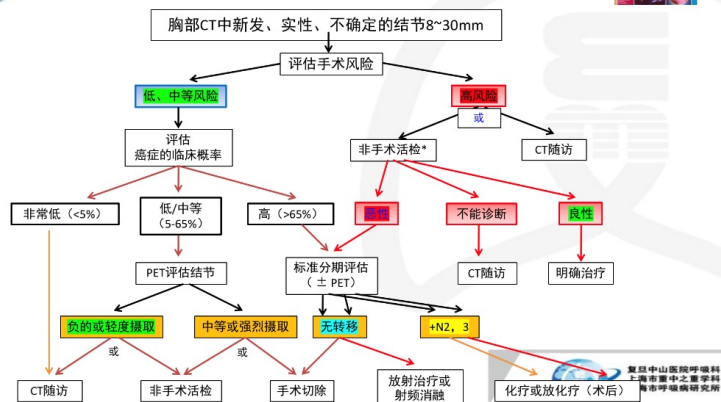 胸部CT中新发、实性、不确定的结节8~30mm
评估手术风险
低、中等风险
高风险
或
评估
癌症的临床概率
非手术活检*
CT随访
非常低（<5%）
低/中等
（5-65%）
高（>65%）
恶性
不能诊断
良性
PET评估结节
标准分期评估
（ ± PET）
CT随访
明确治疗
负的或轻度摄取
中等或强烈摄取
无转移
+N2，3
或
或
CT随访
非手术活检
手术切除
放射治疗或
射频消融
化疗或放化疗（术后）
复旦中山医院呼吸科
上海市重中之重学科
上海市呼吸病研究所